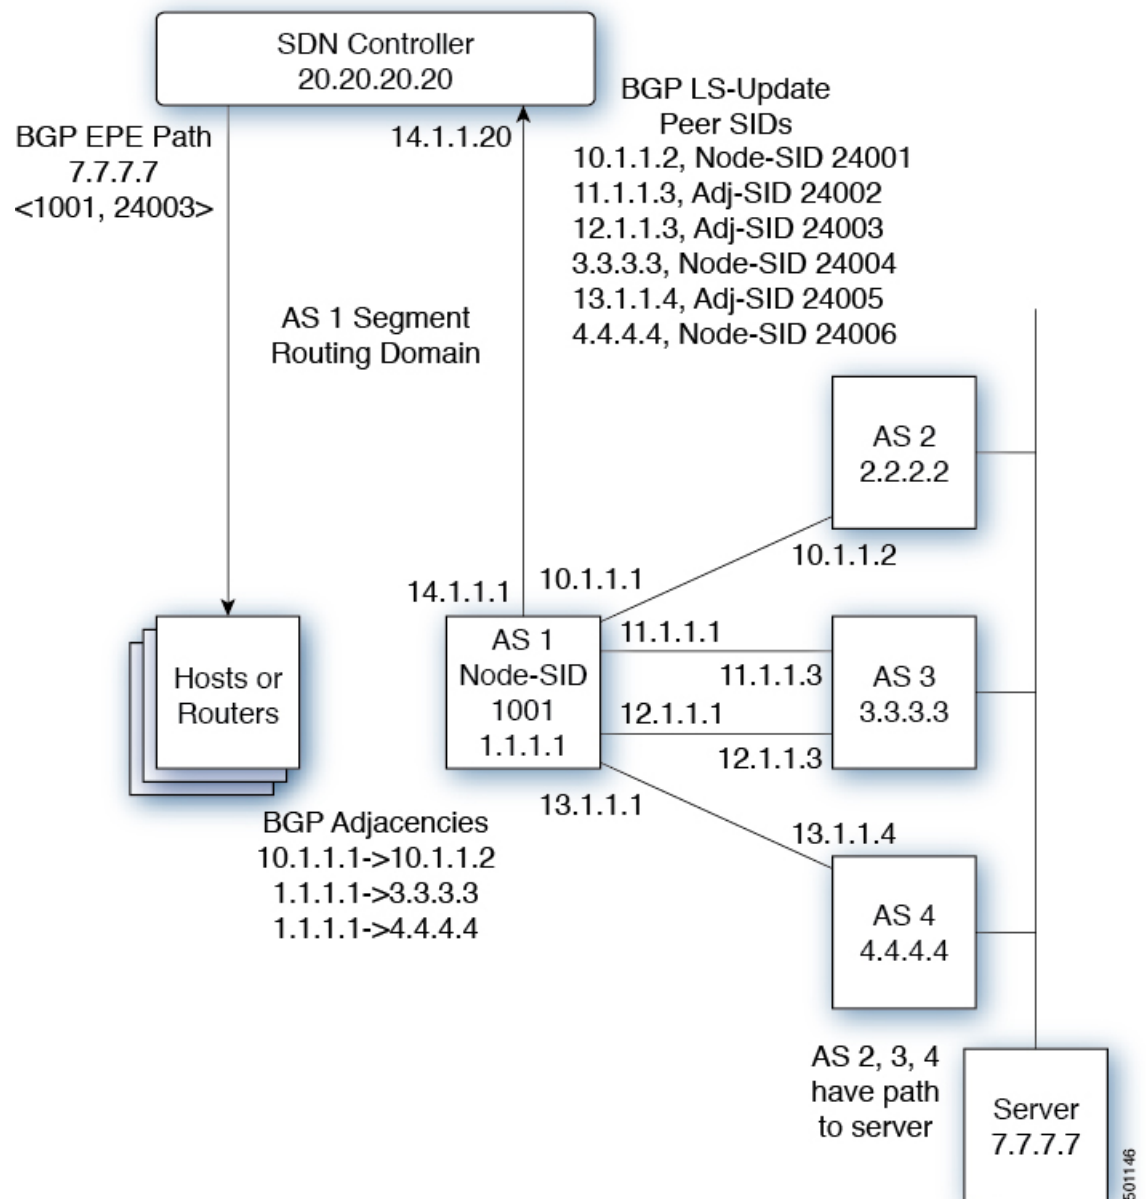 SDN Controller
20.20.20.20
BGP EPE Path
7.7.7.7
<1001, 24003>
14.1.1.20
BGP LS-Update
Peer SIDs
10.1.1.2, Node-SID 24001
11.1.1.3, Adj-SID 24002
12.1.1.3, Adj-SID 24003
3.3.3.3, Node-SID 24004
13.1.1.4, Adj-SID 24005
4.4.4.4, Node-SID 24006
AS 1 Segment
Routing Domain
AS 2
2.2.2.2
10.1.1.2
10.1.1.1
14.1.1.1
Hosts or
Routers
AS 1
Node-SID
1001
1.1.1.1
11.1.1.1
11.1.1.3
12.1.1.1
12.1.1.3
AS 3
3.3.3.3
13.1.1.1
13.1.1.4
BGP Adjacencies
10.1.1.1->10.1.1.2
1.1.1.1->3.3.3.3
1.1.1.1->4.4.4.4
AS 4
4.4.4.4
AS 2, 3, 4
have path
to server
Server
7.7.7.7